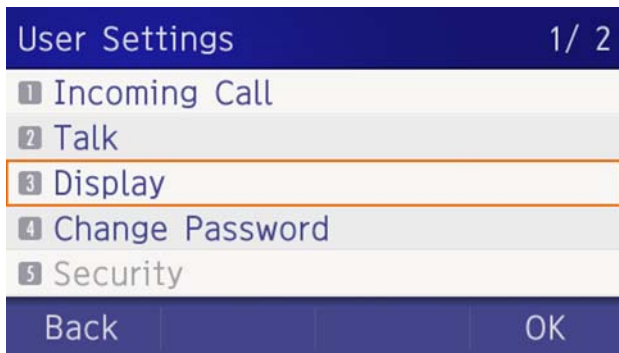 User Settings 1/ 2
1 Incoming Call
2 Talk
3 Display
4 Change Password
5 Security
Back OK